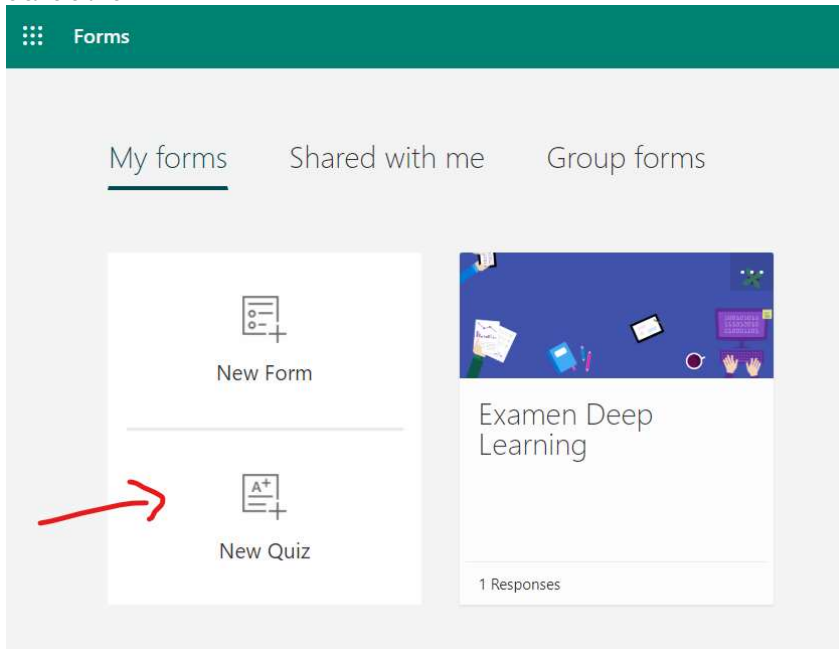 Forms
My forms Shared with me Group forms
New Form
A+
New Quiz
Examen Deep
Learning
1 Responses